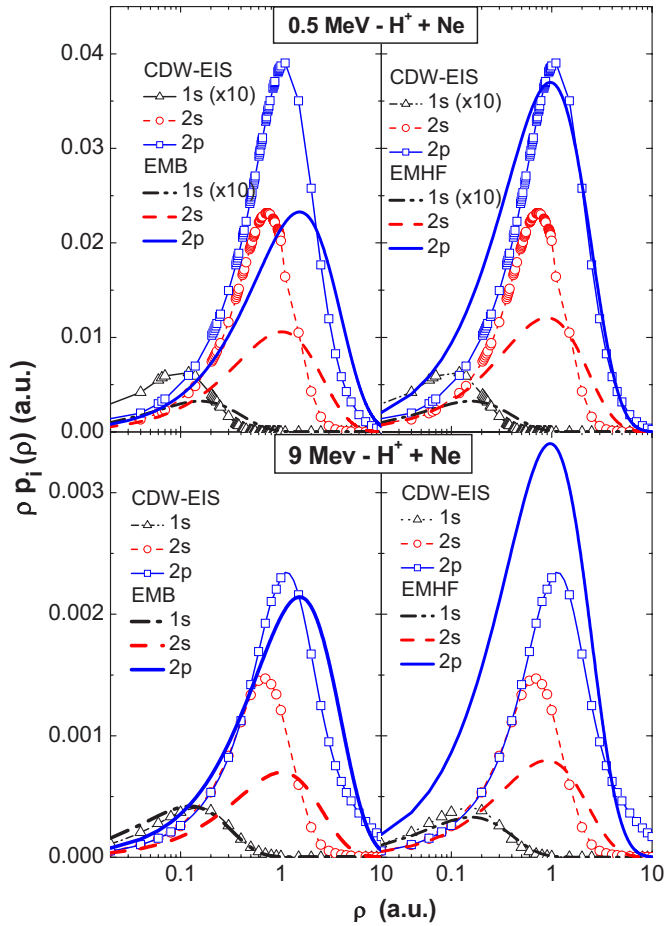 0.5 MeV - H⁺ + Ne
0.04
0.03
0.02
0.01
0.00
CDW-EIS
1s (x10)
2s
2p
EMB
1s (x10)
2s
2p
CDW-EIS
1s (x10)
2s
2p
EMHF
1s (x10)
2s
2p
9 Mev - H⁺ + Ne
0.003
0.002
0.001
0.000
CDW-EIS
1s
2s
2p
EMB
1s
2s
2p
CDW-EIS
1s
2s
2p
EMHF
1s
2s
2p
0.1 1 10 0.1 1 10
ρ (a.u.) ρ (a.u.)
ρ pᵢ(ρ) (a.u.)